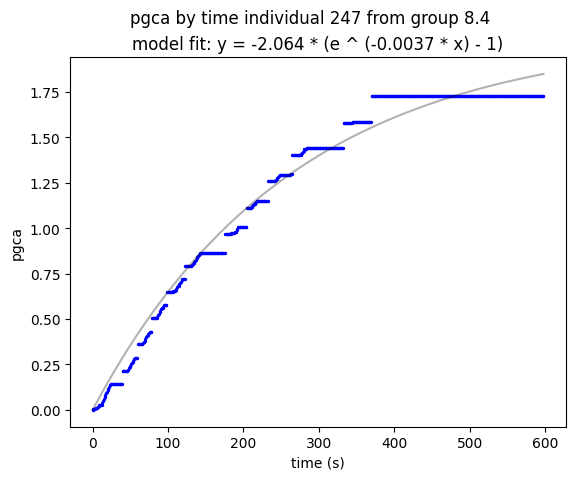 pgca by time individual 247 from group 8.4
model fit: y = -2.064 * (e ^ (-0.0037 * x) - 1)
1.75
1.50
1.25
1.00
0.75
0.50
0.25
0.00
pgca
0 100 200 300 400 500 600
time (s)